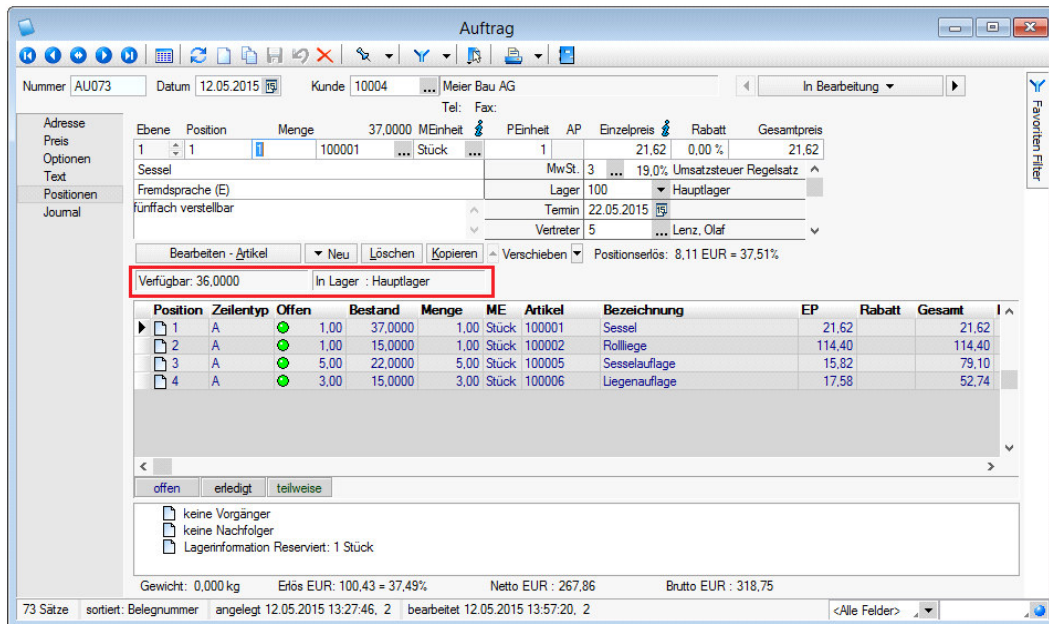 Auftrag
Nummer AU073 Datum 12.05.2015 Kunde 10004 ... Meier Bau AG In Bearbeitung
Tel: Fax:
Favoriten Filter
Adresse
Preis
Optionen
Text
Positionen
Journal
Ebene Position Menge 37,0000 MEinheit PEinheit AP Einzelpreis Rabatt Gesamtpreis
1 1 1 100001 ... Stück ... 1 21,62 0,00 % 21,62
Sessel MwSt. 3 ... 19,0% Umsatzsteuer Regelsatz
Fremdsprache (E) Lager 100 Hauptlager
fünffach verstellbar Termin 22.05.2015
Vertreter 5 ... Lenz, Olaf
Bearbeiten - Artikel Neu Löschen Kopieren Verschieben Positionserlös: 8,11 EUR = 37,51%
Verfügbar: 36,0000 In Lager : Hauptlager
Position Zeilentyp Offen Bestand Menge ME Artikel Bezeichnung EP Rabatt Gesamt
1 A 1,00 37,0000 1,00 Stück 100001 Sessel 21,62 21,62
2 A 1,00 15,0000 1,00 Stück 100002 Rollliege 114,40 114,40
3 A 5,00 22,0000 5,00 Stück 100005 Sesselauflage 15,82 79,10
4 A 3,00 15,0000 3,00 Stück 100006 Liegenauflage 17,58 52,74
offen erledigt teilweise
keine Vorgänger
keine Nachfolger
Lagerinformation Reserviert: 1 Stück
Gewicht: 0,000 kg Erlös EUR: 100,43 = 37,49% Netto EUR : 267,86 Brutto EUR : 318,75
73 Sätze sortiert: Belegnummer angelegt 12.05.2015 13:27:46, 2 bearbeitet 12.05.2015 13:57:20, 2 <Alle Felder>